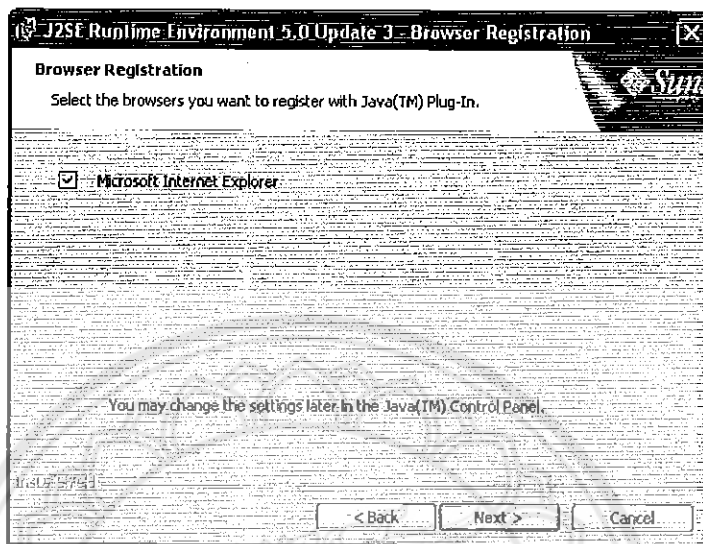 J2SE Runtime Environment 5.0 Update 3 - Browser Registration
Browser Registration
Select the browsers you want to register with Java(TM) Plug-In.
Sun
Microsoft Internet Explorer
You may change the settings later in the Java(TM) Control Panel.
InstallShield
< Back
Next >
Cancel